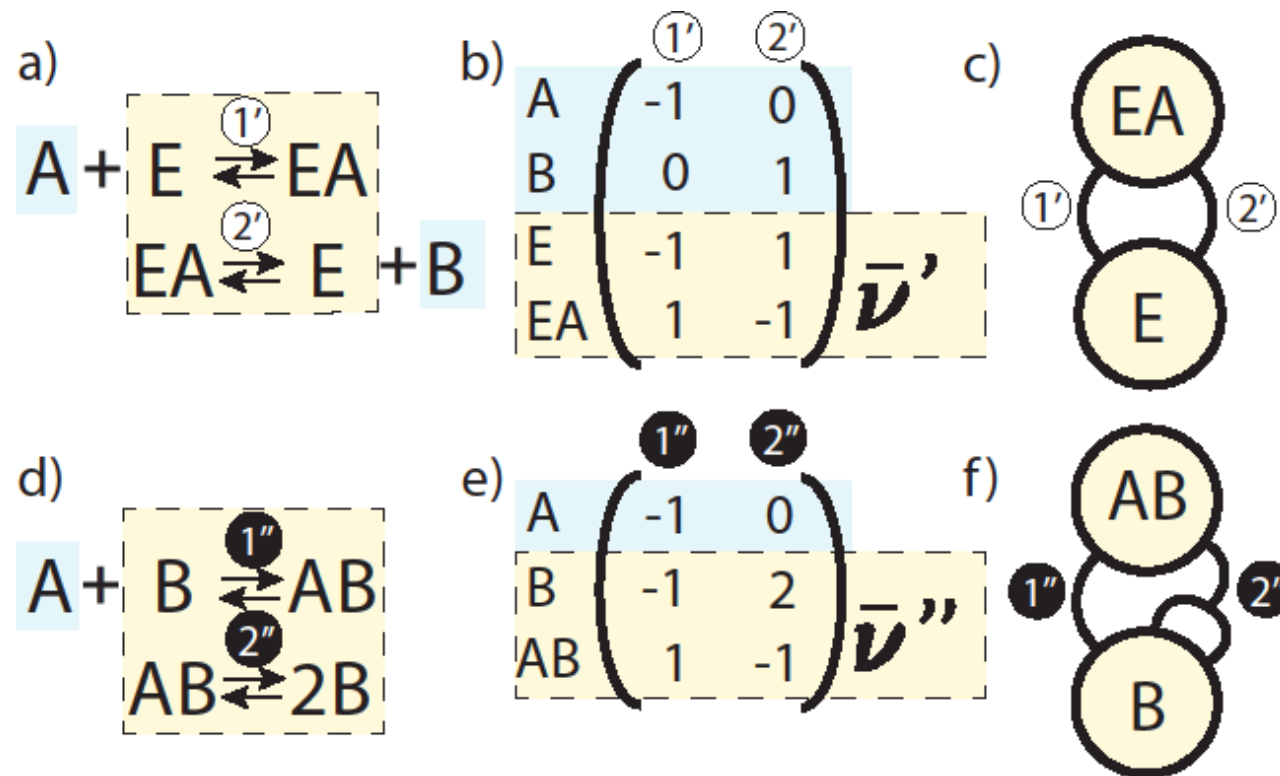 a)
A + E ⇌ EA
1’
EA ⇌ E + B
2’
b)
1’ 2’
A -1 0
B 0 1
E -1 1
EA 1 -1
ν̄’
c)
EA
1’ 2’
E
d)
A + B ⇌ AB
1”
AB ⇌ 2B
2”
e)
1” 2”
A -1 0
B -1 2
AB 1 -1
ν̄”
f)
AB
1” 2”
B